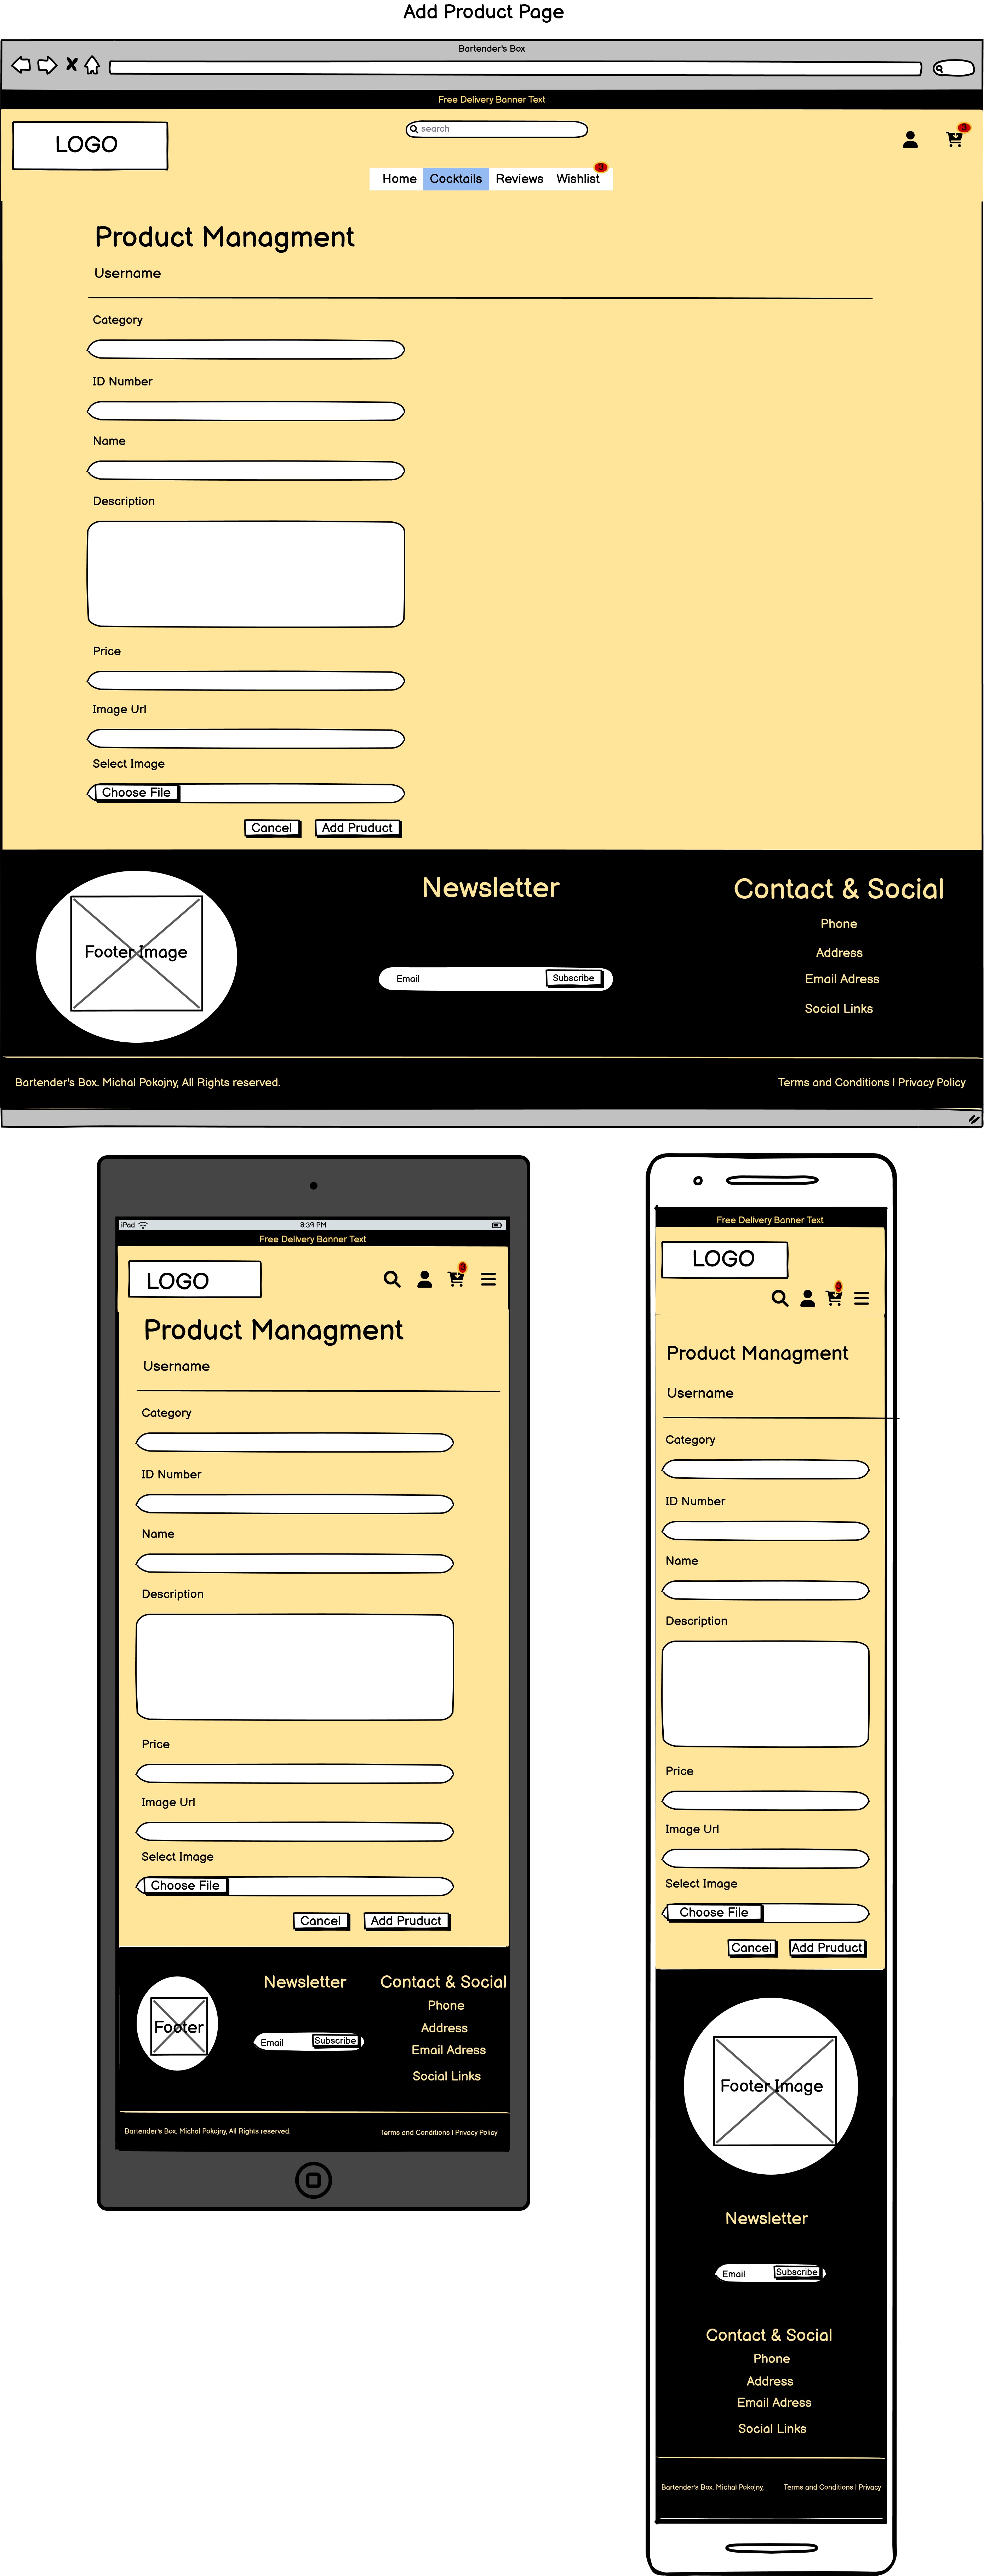 Add Product Page
Bartender's Box
Free Delivery Banner Text
LOGO
search
Home Cocktails Reviews Wishlist
Product Managment
Username
Category
ID Number
Name
Description
Price
Image Url
Select Image
Choose File
Cancel Add Pruduct
Footer Image
Newsletter
Email Subscribe
Contact & Social
Phone
Address
Email Adress
Social Links
Bartender's Box. Michal Pokojny, All Rights reserved. Terms and Conditions | Privacy Policy
iPad 8:39 PM
Free Delivery Banner Text
LOGO
Product Managment
Username
Category
ID Number
Name
Description
Price
Image Url
Select Image
Choose File
Cancel Add Pruduct
Footer
Newsletter
Email Subscribe
Contact & Social
Phone
Address
Email Adress
Social Links
Bartender's Box. Michal Pokojny, All Rights reserved. Terms and Conditions | Privacy Policy
Free Delivery Banner Text
LOGO
Product Managment
Username
Category
ID Number
Name
Description
Price
Image Url
Select Image
Choose File
Cancel Add Pruduct
Footer Image
Newsletter
Email Subscribe
Contact & Social
Phone
Address
Email Adress
Social Links
Bartender's Box. Michal Pokojny, Terms and Conditions | Privacy